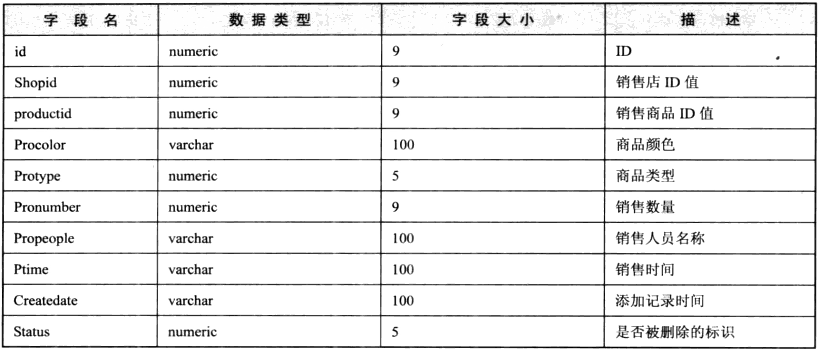 字段名 数据类型 字段大小 描述
id numeric 9 ID
Shopid numeric 9 销售店 ID 值
productid numeric 9 销售商品 ID 值
Procolor varchar 100 商品颜色
Protype numeric 5 商品类型
Pronumber numeric 9 销售数量
Propeople varchar 100 销售人员名称
Ptime varchar 100 销售时间
Createdate varchar 100 添加记录时间
Status numeric 5 是否被删除的标识